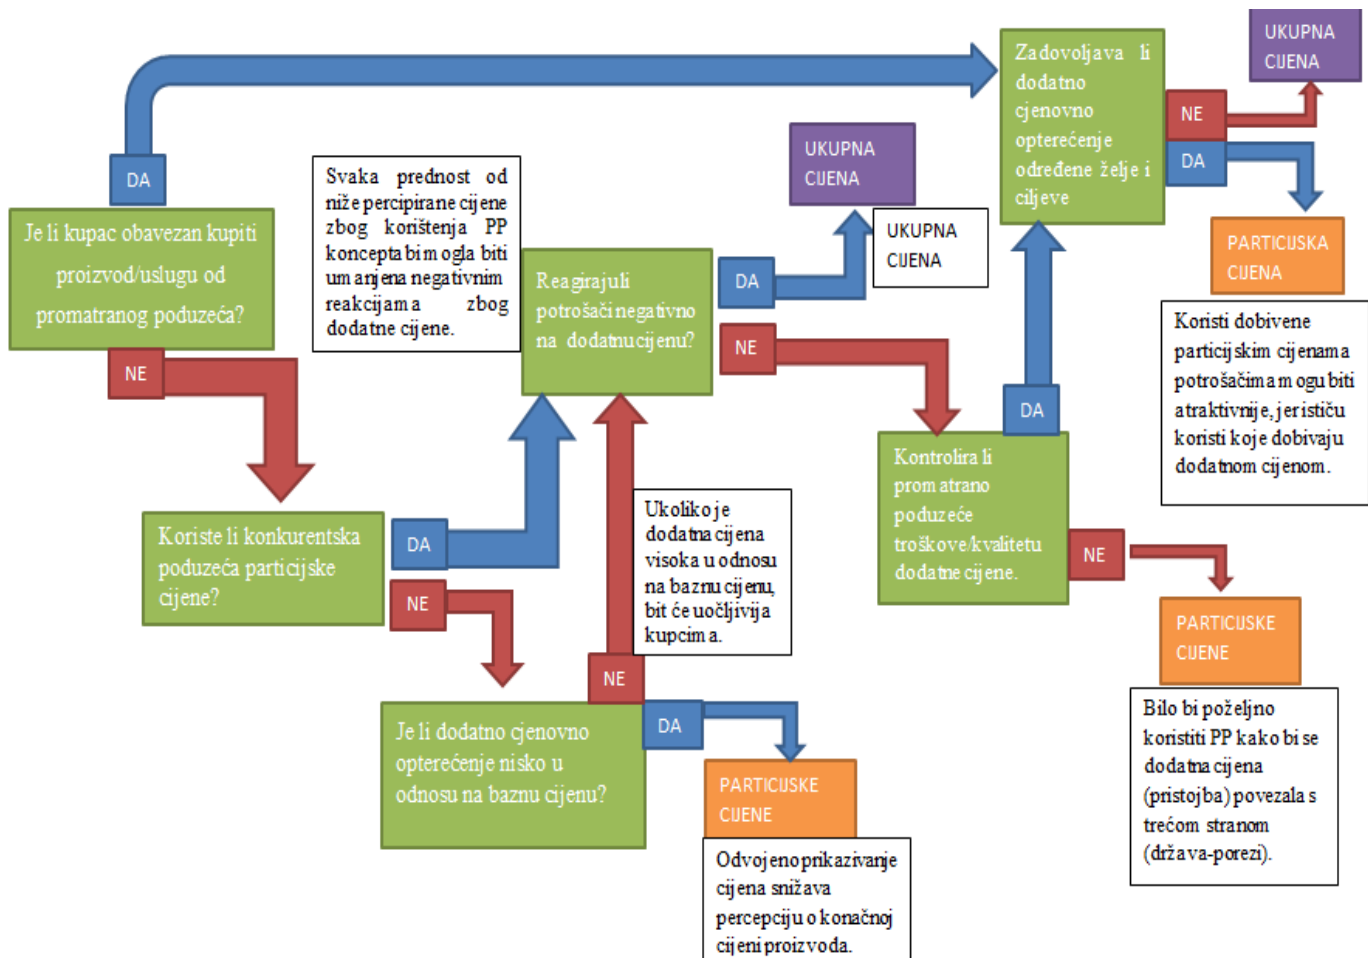 UKUPNA
CIJENA
Zadovoljava li
dodatno
cjenovno
opterećenje
određene želje i
ciljeve
NE
DA
PARTICIJSKA
CIJENA
Koristi dobivene
particijskim cijenama
potrošačima mogu biti
atraktivnije, jer ističu
koristi koje dobivaju
dodatnom cijenom.
DA
Je li kupac obavezan kupiti
proizvod/uslugu od
promatranog poduzeća?
NE
Svaka prednost od
niže percipirane cijene
zbog korištenja PP
koncepta bi mogla biti
umanjena negativnim
reakcijama zbog
dodatne cijene.
UKUPNA
CIJENA
UKUPNA
CIJENA
Reagiraju li
potrošači negativno
na dodatnu cijenu?
DA
NE
DA
Kontrolira li
promatrano
poduzeće
troškove/kvalitetu
dodatne cijene.
NE
PARTICIJSKE
CIJENE
Bilo bi poželjno
koristiti PP kako bi se
dodatna cijena
(pristojba) povezala s
trećom stranom
(država-porezi).
Koriste li konkurentska
poduzeća particijske
cijene?
DA
NE
Ukoliko je
dodatna cijena
visoka u odnosu
na baznu cijenu,
bit će uočljivija
kupcima.
NE
Je li dodatno cjenovno
opterećenje nisko u
odnosu na baznu cijenu?
DA
PARTICIJSKE
CIJENE
Odvojeno prikazivanje
cijena snižava
percepciju o konačnoj
cijeni proizvoda.